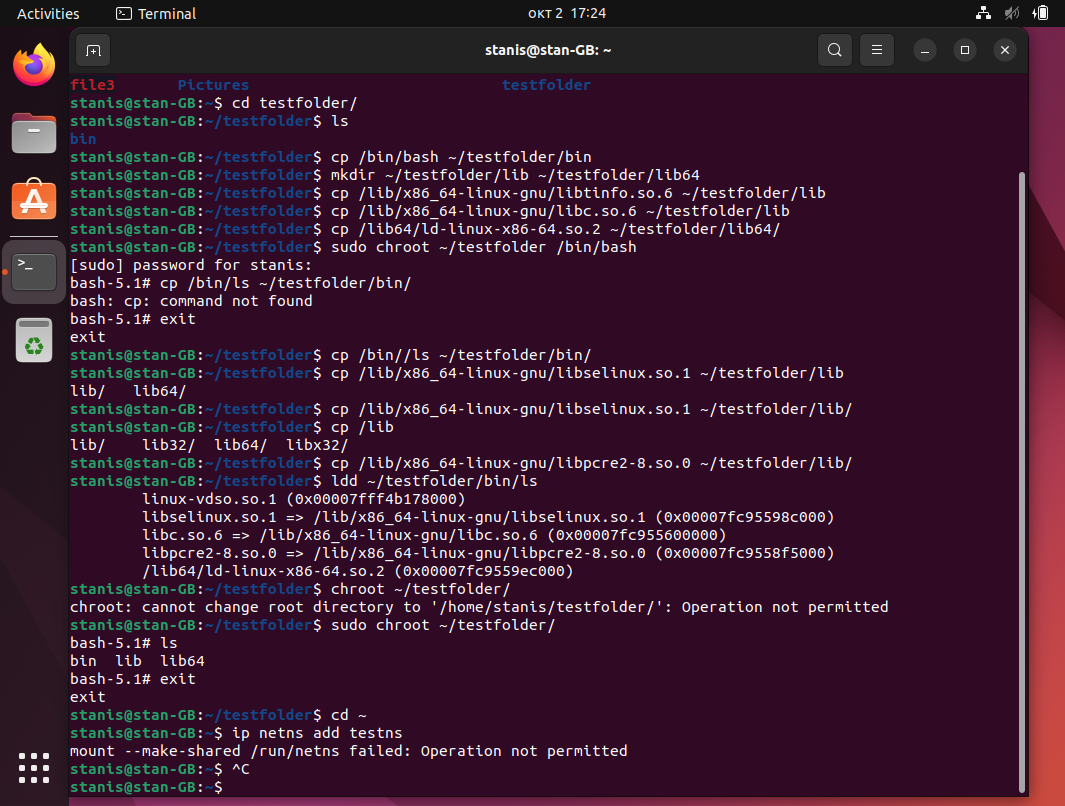 Activities
Terminal
окт 2 17:24
stanis@stan-GB: ~
file3 Pictures testfolder
stanis@stan-GB:~$ cd testfolder/
stanis@stan-GB:~/testfolder$ ls
bin
stanis@stan-GB:~/testfolder$ cp /bin/bash ~/testfolder/bin
stanis@stan-GB:~/testfolder$ mkdir ~/testfolder/lib ~/testfolder/lib64
stanis@stan-GB:~/testfolder$ cp /lib/x86_64-linux-gnu/libtinfo.so.6 ~/testfolder/lib
stanis@stan-GB:~/testfolder$ cp /lib/x86_64-linux-gnu/libc.so.6 ~/testfolder/lib
stanis@stan-GB:~/testfolder$ cp /lib64/ld-linux-x86-64.so.2 ~/testfolder/lib64/
stanis@stan-GB:~/testfolder$ sudo chroot ~/testfolder /bin/bash
[sudo] password for stanis:
bash-5.1# cp /bin/ls ~/testfolder/bin/
bash: cp: command not found
bash-5.1# exit
exit
stanis@stan-GB:~/testfolder$ cp /bin//ls ~/testfolder/bin/
stanis@stan-GB:~/testfolder$ cp /lib/x86_64-linux-gnu/libselinux.so.1 ~/testfolder/lib
lib/ lib64/
stanis@stan-GB:~/testfolder$ cp /lib/x86_64-linux-gnu/libselinux.so.1 ~/testfolder/lib/
stanis@stan-GB:~/testfolder$ cp /lib
lib/ lib32/ lib64/ libx32/
stanis@stan-GB:~/testfolder$ cp /lib/x86_64-linux-gnu/libpcre2-8.so.0 ~/testfolder/lib/
stanis@stan-GB:~/testfolder$ ldd ~/testfolder/bin/ls
linux-vdso.so.1 (0x00007fff4b178000)
libselinux.so.1 => /lib/x86_64-linux-gnu/libselinux.so.1 (0x00007fc95598c000)
libc.so.6 => /lib/x86_64-linux-gnu/libc.so.6 (0x00007fc955600000)
libpcre2-8.so.0 => /lib/x86_64-linux-gnu/libpcre2-8.so.0 (0x00007fc9558f5000)
/lib64/ld-linux-x86-64.so.2 (0x00007fc9559ec000)
stanis@stan-GB:~/testfolder$ chroot ~/testfolder/
chroot: cannot change root directory to '/home/stanis/testfolder/': Operation not permitted
stanis@stan-GB:~/testfolder$ sudo chroot ~/testfolder/
bash-5.1# ls
bin lib lib64
bash-5.1# exit
exit
stanis@stan-GB:~/testfolder$ cd ~
stanis@stan-GB:~$ ip netns add testns
mount --make-shared /run/netns failed: Operation not permitted
stanis@stan-GB:~$ ^C
stanis@stan-GB:~$